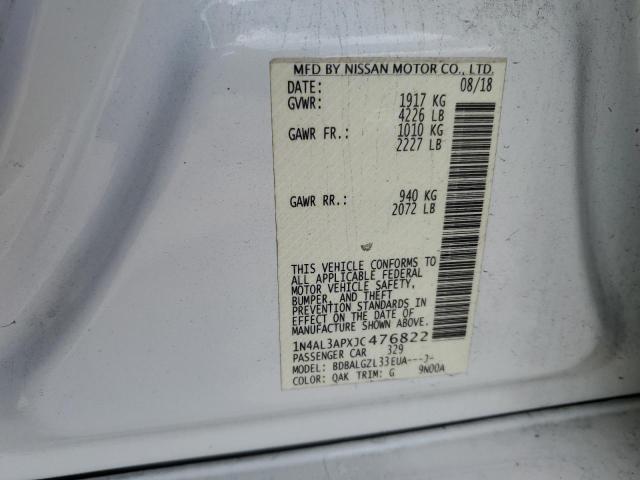 MFD BY NISSAN MOTOR CO., LTD.
DATE: 08/18
GVWR: 1917 KG
4226 LB
GAWR FR.: 1010 KG
2227 LB
GAWR RR.: 940 KG
2072 LB
THIS VEHICLE CONFORMS TO
ALL APPLICABLE FEDERAL
MOTOR VEHICLE SAFETY,
BUMPER, AND THEFT
PREVENTION STANDARDS IN
EFFECT ON THE DATE OF
MANUFACTURE SHOWN ABOVE.
1N4AL3APXJC476822
PASSENGER CAR 329
MODEL: BDBALGZL33EUA---J-
COLOR: QAK TRIM: G 9N00A